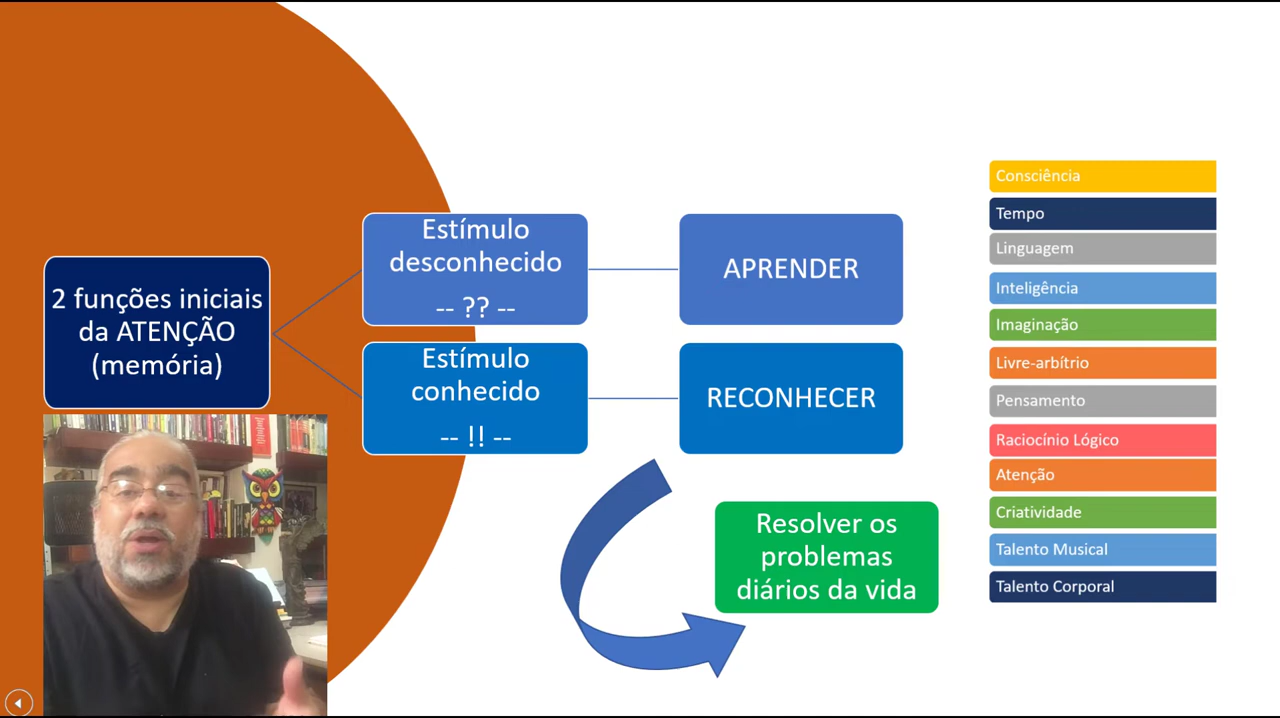 2 funções iniciais
da ATENÇÃO
(memória)
Estímulo
desconhecido
-- ?? --
APRENDER
Estímulo
conhecido
-- !! --
RECONHECER
Resolver os
problemas
diários da vida
Consciência
Tempo
Linguagem
Inteligência
Imaginação
Livre-arbítrio
Pensamento
Raciocínio Lógico
Atenção
Criatividade
Talento Musical
Talento Corporal